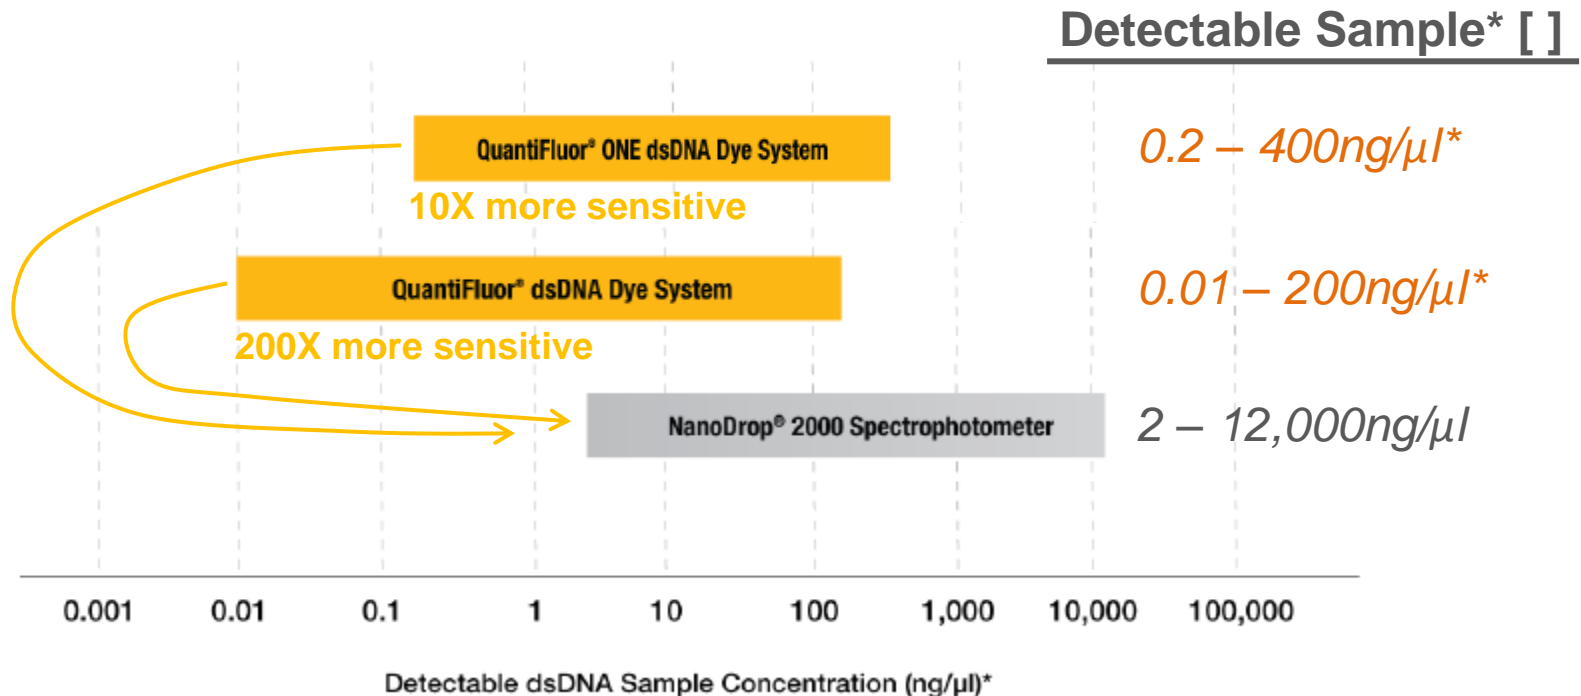 Detectable Sample* [ ]
QuantiFluor® ONE dsDNA Dye System
0.2 – 400ng/µl*
10X more sensitive
QuantiFluor® dsDNA Dye System
0.01 – 200ng/µl*
200X more sensitive
NanoDrop® 2000 Spectrophotometer
2 – 12,000ng/µl
0.001 0.01 0.1 1 10 100 1,000 10,000 100,000
Detectable dsDNA Sample Concentration (ng/µl)*